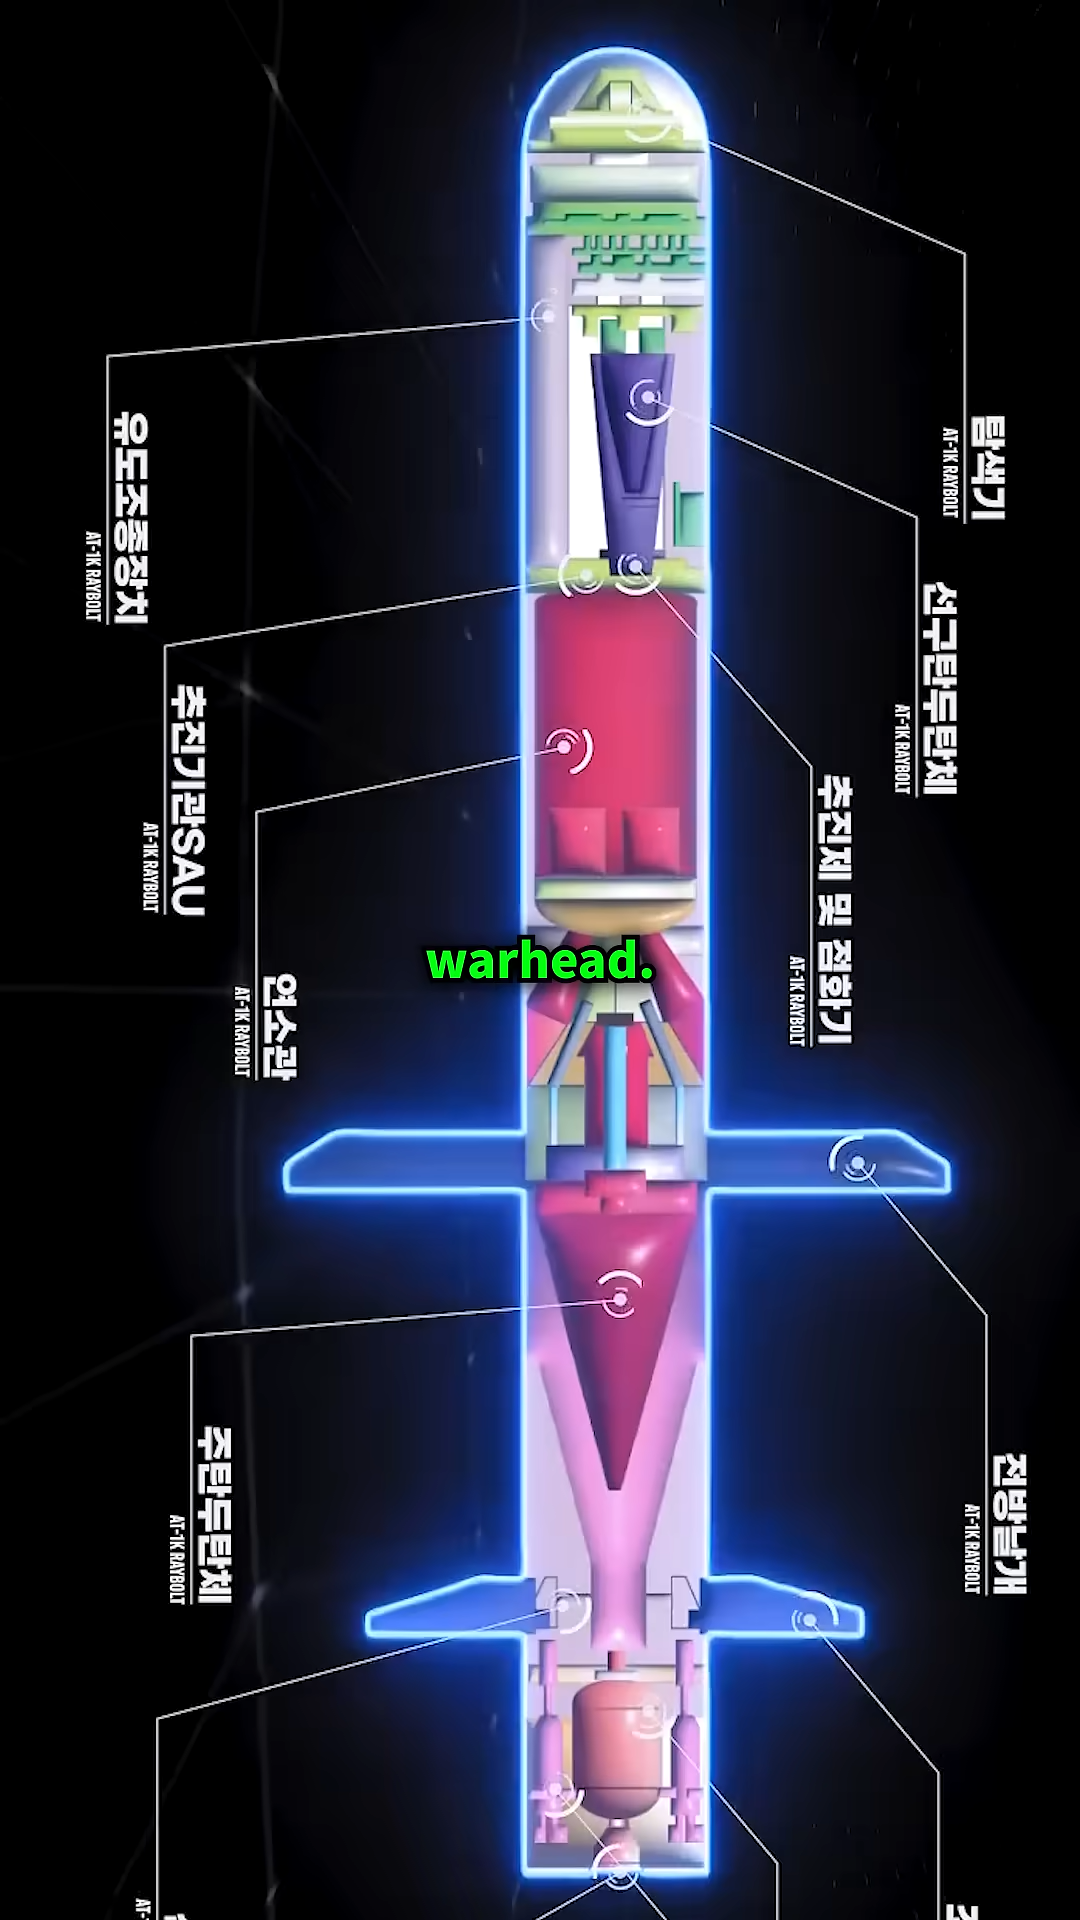 탐색기
AT-1K RAYBOLT
유도조종장치
AT-1K RAYBOLT
선구탄두탄체
AT-1K RAYBOLT
추진기관SAU
AT-1K RAYBOLT
추진제 및 점화기
AT-1K RAYBOLT
연소관
AT-1K RAYBOLT
warhead.
주탄두탄체
AT-1K RAYBOLT
전방날개
AT-1K RAYBOLT
AT-